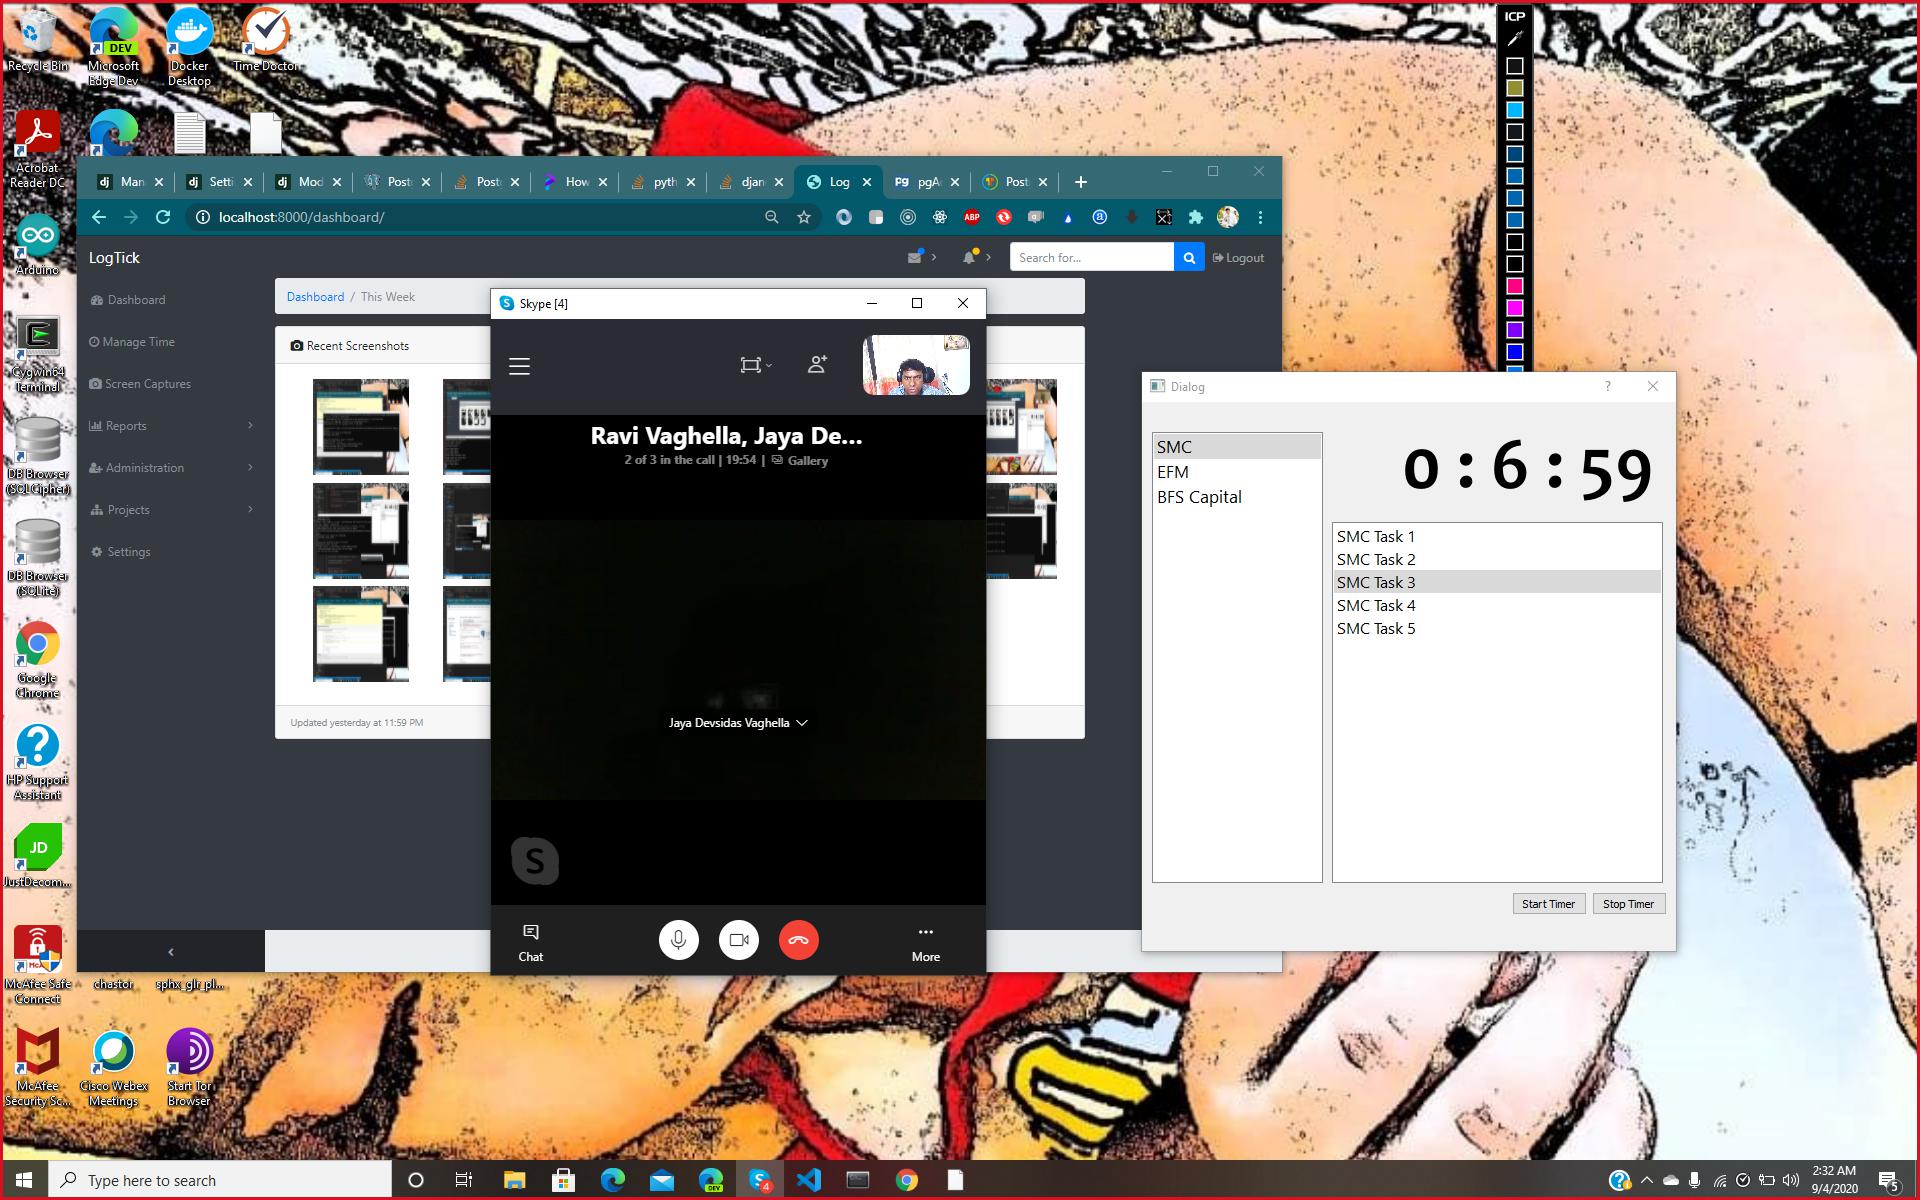 Recycle Bin
Microsoft Edge Dev
DEV
Docker Desktop
Time Doctor
Acrobat Reader DC
Arduino
Cygwin64 Terminal
DB Browser (SQLCipher)
DB Browser (SQLite)
Google Chrome
HP Support Assistant
JD
JustDecom...
McAfee Safe Connect
chastor
sphx_glr_pl...
McAfee Security Sc...
Cisco Webex Meetings
Start Tor Browser
ICP
dj Man
dj Setti
dj Mod
Post
Post
How
pyth
djan
Log
pg pgA
Post
localhost:8000/dashboard/
ABP
LogTick
Search for...
Logout
Dashboard
Manage Time
Screen Captures
Reports
Administration
Projects
Settings
Dashboard / This Week
Recent Screenshots
Updated yesterday at 11:59 PM
Skype [4]
Ravi Vaghella, Jaya De...
2 of 3 in the call | 19:54 | Gallery
Jaya Devsidas Vaghella
S
Chat
More
Dialog
?
SMC
EFM
BFS Capital
0:6:59
SMC Task 1
SMC Task 2
SMC Task 3
SMC Task 4
SMC Task 5
Start Timer
Stop Timer
Type here to search
DEV
4
2:32 AM
9/4/2020
5